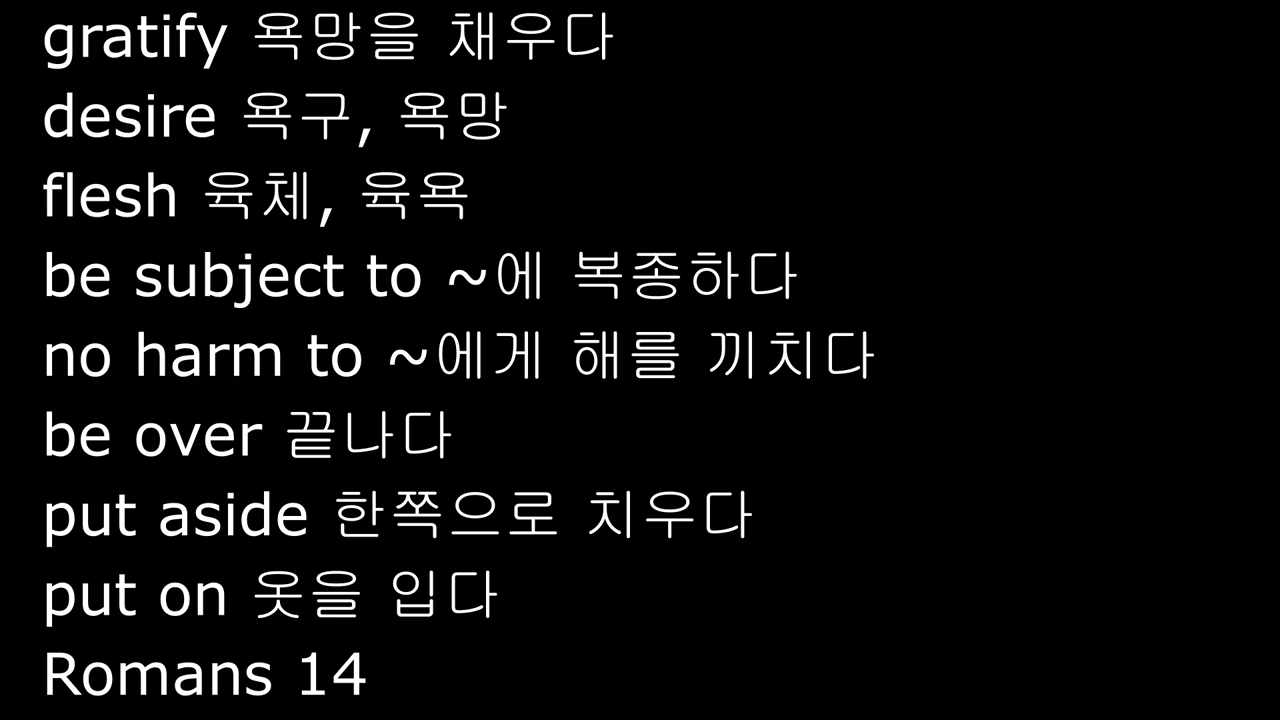 gratify 욕망을 채우다
desire 욕구, 욕망
flesh 육체, 육욕
be subject to ~에 복종하다
no harm to ~에게 해를 끼치다
be over 끝나다
put aside 한쪽으로 치우다
put on 옷을 입다
Romans 14